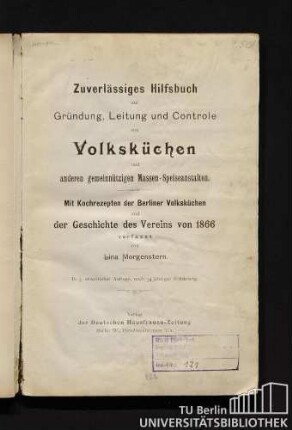 Zuverlässiges Hilfsbuch
zur
Gründung, Leitung und Controle
von
Volksküchen
und
anderen gemeinnützigen Massen-Speiseanstalten.
Mit Kochrezepten der Berliner Volksküchen
und
der Geschichte des Vereins von 1866
verfasst
von
Lina Morgenstern.
Verlag
der Deutschen Hausfrauen-Zeitung
TU Berlin
UNIVERSITÄTSBIBLIOTHEK